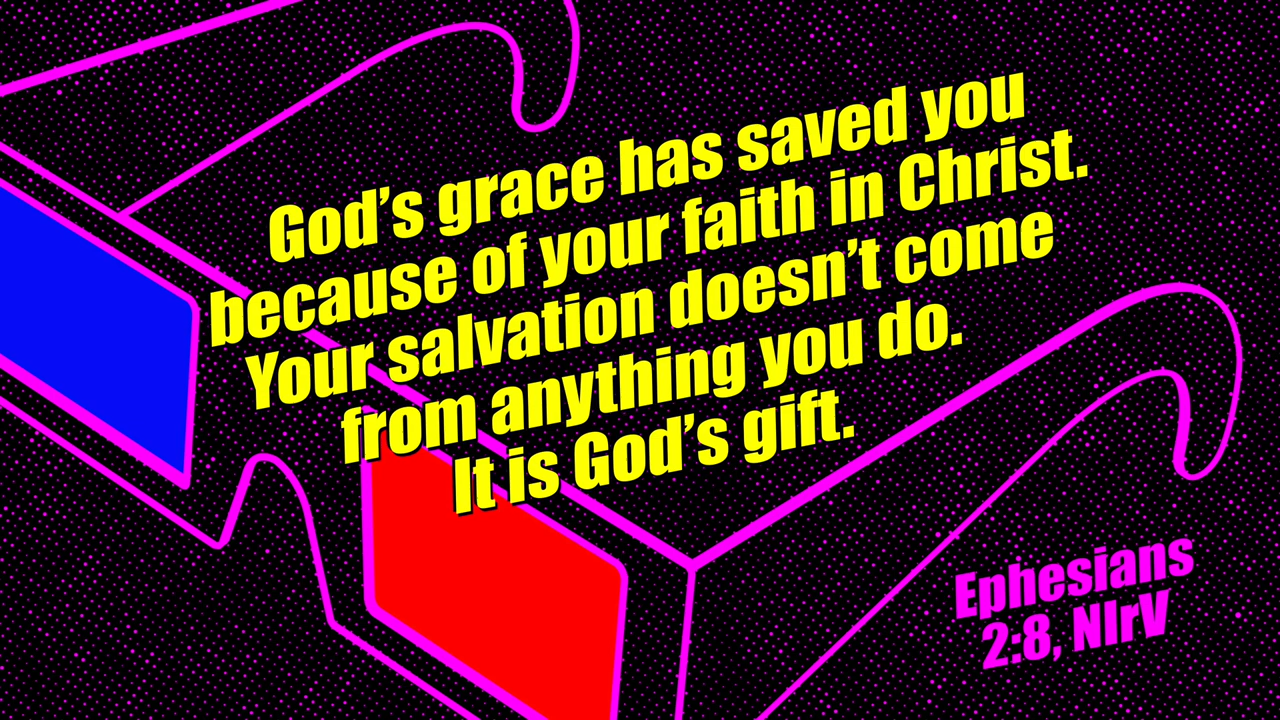 God’s grace has saved you
because of your faith in Christ.
Your salvation doesn’t come
from anything you do.
It is God’s gift.
Ephesians
2:8, NIrV